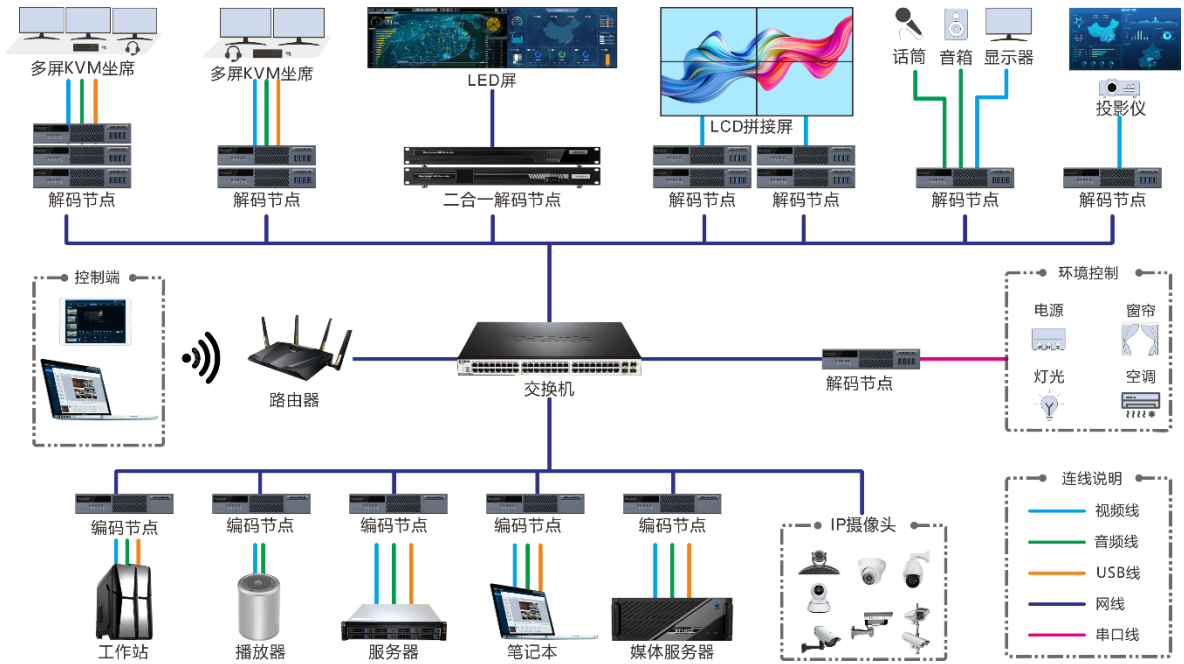 多屏KVM坐席
多屏KVM坐席
LED屏
LCD拼接屏
话筒
音箱
显示器
投影仪
解码节点
解码节点
二合一解码节点
解码节点
解码节点
解码节点
解码节点
控制端
路由器
交换机
解码节点
环境控制
电源
窗帘
灯光
空调
编码节点
编码节点
编码节点
编码节点
编码节点
工作站
播放器
服务器
笔记本
媒体服务器
IP摄像头
连线说明
视频线
音频线
USB线
网线
串口线